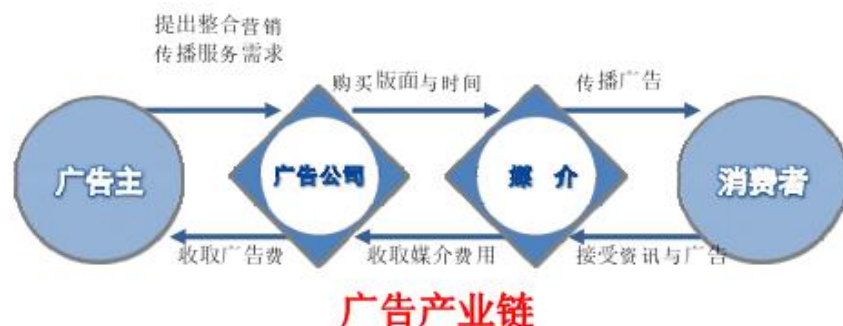 提出整合营销
传播服务需求
购买版面与时间
传播广告
广告主
广告公司
媒 介
消费者
收取广告费
收取媒介费用
接受资讯与广告
广告产业链